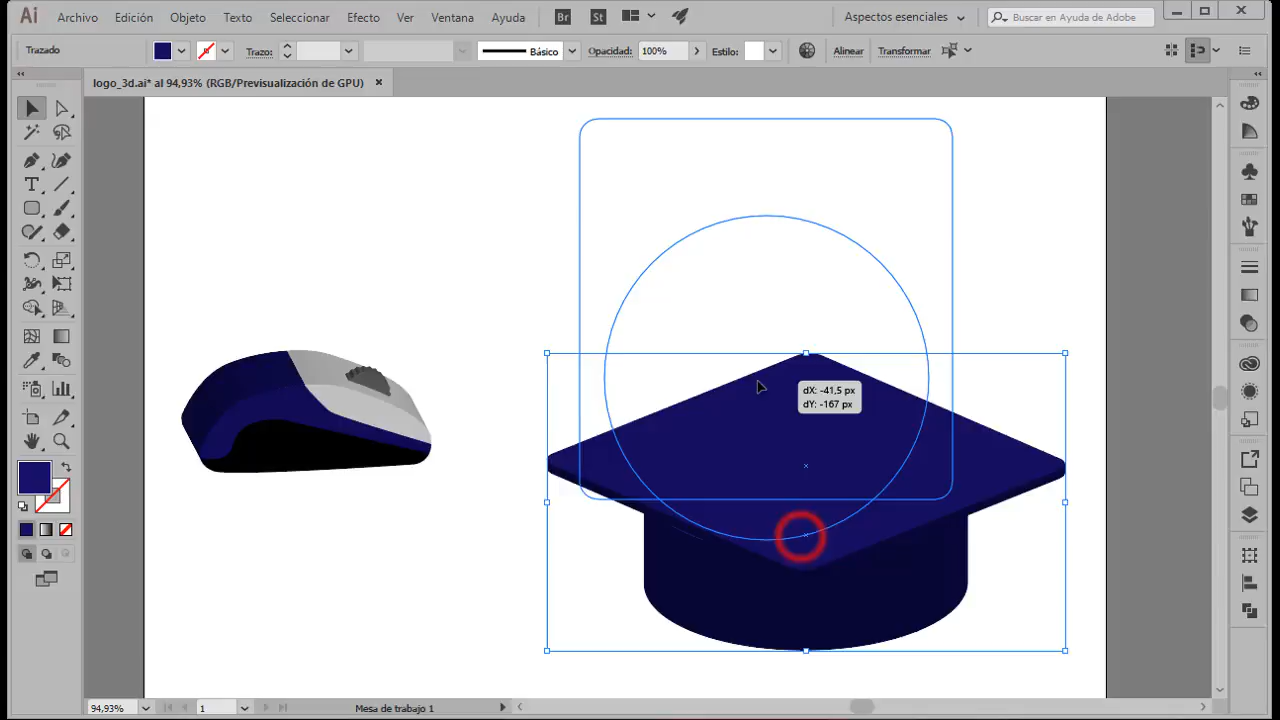 Ai Archivo Edición Objeto Texto Seleccionar Efecto Ver Ventana Ayuda Br St Aspectos esenciales Buscar en Ayuda de Adobe
Trazado Trazo: Básico Opacidad: 100% Estilo: Alinear Transformar
logo_3d.ai* al 94,93% (RGB/Previsualización de GPU)
dX: -41,5 px
dY: -167 px
94,93% 1 Mesa de trabajo 1